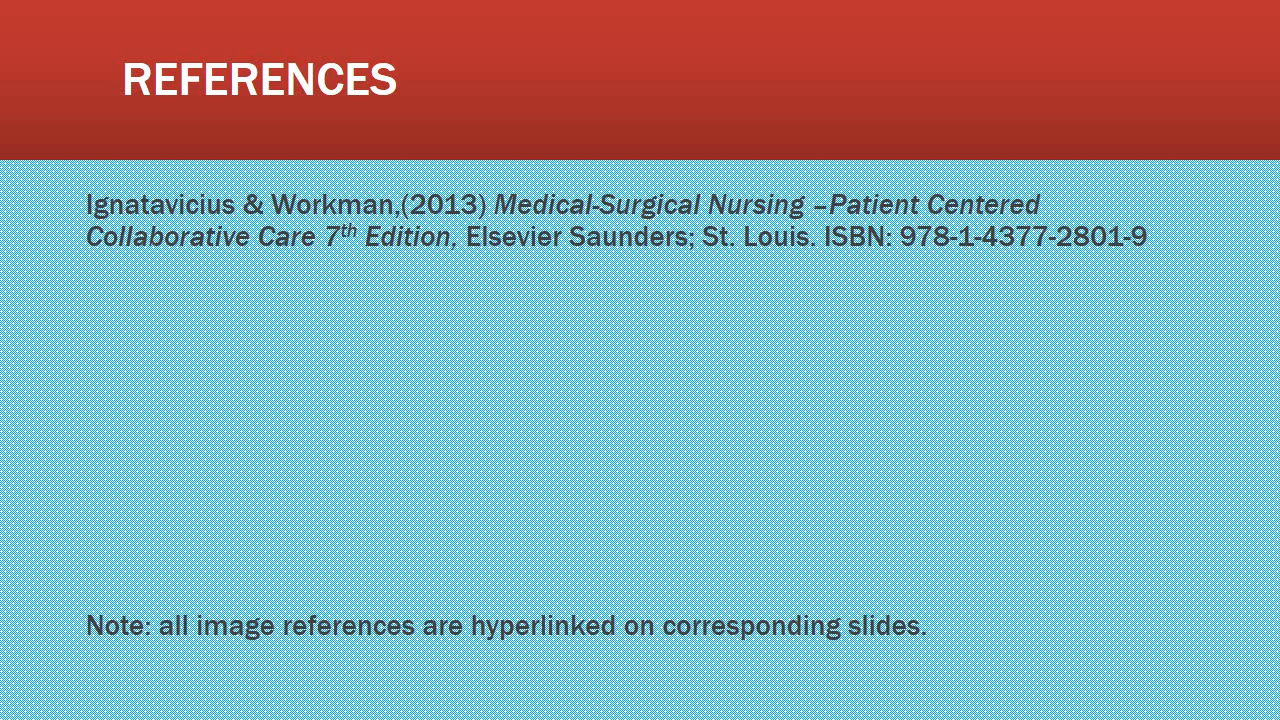 REFERENCES
Ignatavicius & Workman,(2013) Medical-Surgical Nursing –Patient Centered
Collaborative Care 7th Edition, Elsevier Saunders; St. Louis. ISBN: 978-1-4377-2801-9
Note: all image references are hyperlinked on corresponding slides.